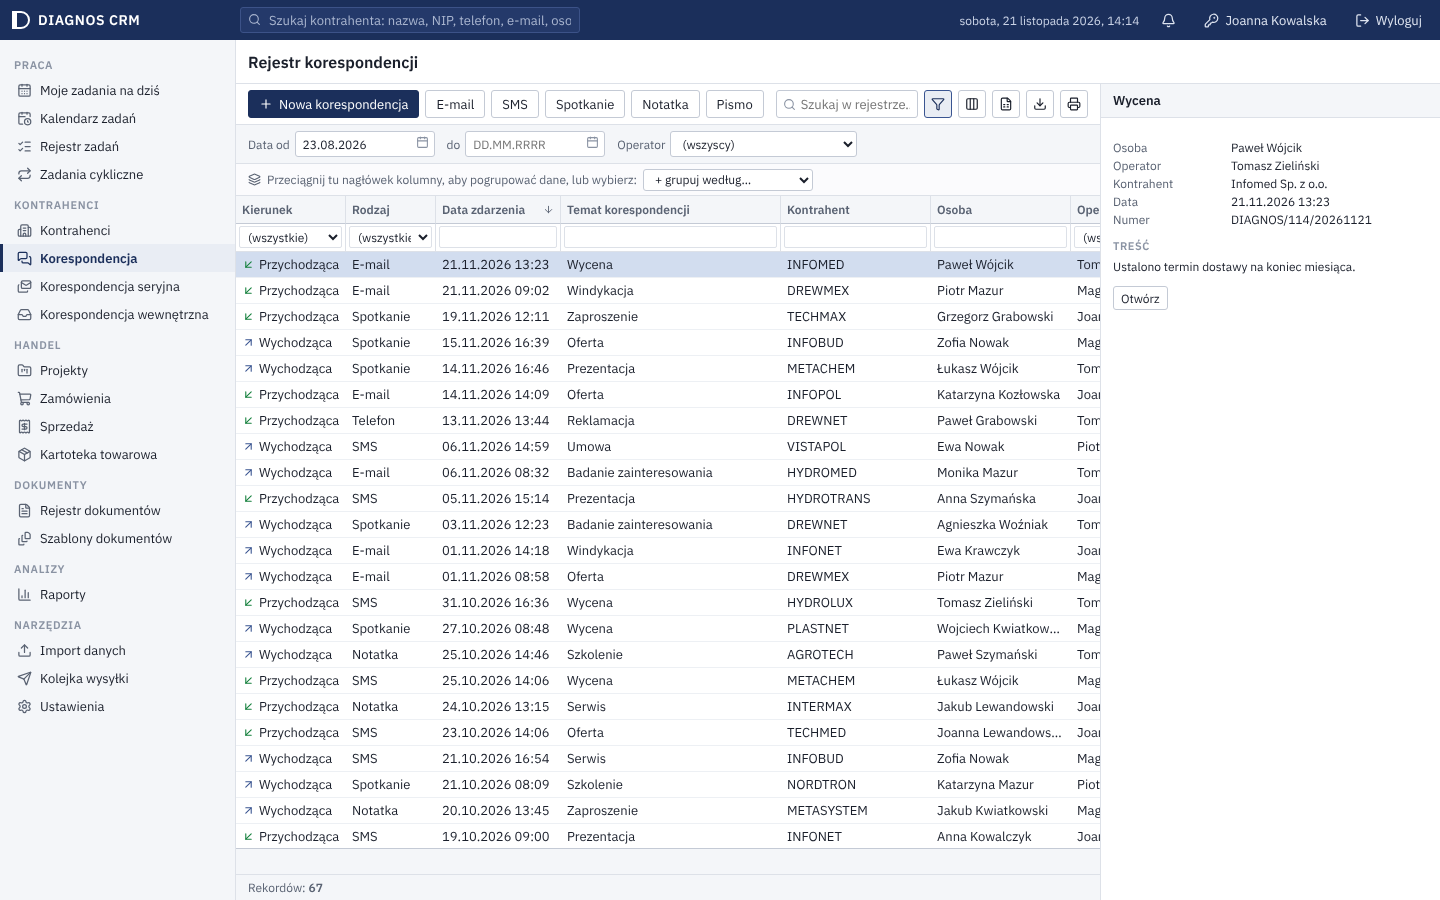 DIAGNOS CRM
Szukaj kontrahenta: nazwa, NIP, telefon, e-mail, oso
sobota, 21 listopada 2026, 14:14
Joanna Kowalska
Wyloguj
PRACA
Moje zadania na dziś
Kalendarz zadań
Rejestr zadań
Zadania cykliczne
KONTRAHENCI
Kontrahenci
Korespondencja
Korespondencja seryjna
Korespondencja wewnętrzna
HANDEL
Projekty
Zamówienia
Sprzedaż
Kartoteka towarowa
DOKUMENTY
Rejestr dokumentów
Szablony dokumentów
ANALIZY
Raporty
NARZĘDZIA
Import danych
Kolejka wysyłki
Ustawienia
Rejestr korespondencji
Nowa korespondencja E-mail SMS Spotkanie Notatka Pismo Szukaj w rejestrze.
Data od 23.08.2026 do DD.MM.RRRR Operator (wszyscy)
Przeciągnij tu nagłówek kolumny, aby pogrupować dane, lub wybierz: + grupuj według...
Kierunek Rodzaj Data zdarzenia Temat korespondencji Kontrahent Osoba Ope
(wszystkie) (wszystkie (ws
Przychodząca E-mail 21.11.2026 13:23 Wycena INFOMED Paweł Wójcik Tom
Przychodząca E-mail 21.11.2026 09:02 Windykacja DREWMEX Piotr Mazur Mag
Przychodząca Spotkanie 19.11.2026 12:11 Zaproszenie TECHMAX Grzegorz Grabowski Joar
Wychodząca Spotkanie 15.11.2026 16:39 Oferta INFOBUD Zofia Nowak Mag
Wychodząca Spotkanie 14.11.2026 16:46 Prezentacja METACHEM Łukasz Wójcik Tom
Przychodząca E-mail 14.11.2026 14:09 Oferta INFOPOL Katarzyna Kozłowska Joar
Przychodząca Telefon 13.11.2026 13:44 Reklamacja DREWNET Paweł Grabowski Tom
Wychodząca SMS 06.11.2026 14:59 Umowa VISTAPOL Ewa Nowak Piot
Wychodząca E-mail 06.11.2026 08:32 Badanie zainteresowania HYDROMED Monika Mazur Tom
Przychodząca SMS 05.11.2026 15:14 Prezentacja HYDROTRANS Anna Szymańska Joar
Wychodząca Spotkanie 03.11.2026 12:23 Badanie zainteresowania DREWNET Agnieszka Woźniak Tom
Wychodząca E-mail 01.11.2026 14:18 Windykacja INFONET Ewa Krawczyk Joar
Wychodząca E-mail 01.11.2026 08:58 Oferta DREWMEX Piotr Mazur Mag
Przychodząca SMS 31.10.2026 16:36 Wycena HYDROLUX Tomasz Zieliński Tom
Wychodząca Spotkanie 27.10.2026 08:48 Wycena PLASTNET Wojciech Kwiatkow... Mag
Wychodząca Notatka 25.10.2026 14:46 Szkolenie AGROTECH Paweł Szymański Tom
Przychodząca SMS 25.10.2026 14:06 Wycena METACHEM Łukasz Wójcik Mag
Przychodząca Notatka 24.10.2026 13:15 Serwis INTERMAX Jakub Lewandowski Joar
Przychodząca SMS 23.10.2026 14:06 Oferta TECHMED Joanna Lewandows... Joar
Wychodząca SMS 21.10.2026 16:54 Serwis INFOBUD Zofia Nowak Mag
Wychodząca Spotkanie 21.10.2026 08:09 Szkolenie NORDTRON Katarzyna Mazur Piot
Wychodząca Notatka 20.10.2026 13:45 Zaproszenie METASYSTEM Jakub Kwiatkowski Mag
Przychodząca SMS 19.10.2026 09:00 Prezentacja INFONET Anna Kowalczyk Joar
Rekordów: 67
Wycena
Osoba Paweł Wójcik
Operator Tomasz Zieliński
Kontrahent Infomed Sp. z o.o.
Data 21.11.2026 13:23
Numer DIAGNOS/114/20261121
TREŚĆ
Ustalono termin dostawy na koniec miesiąca.
Otwórz